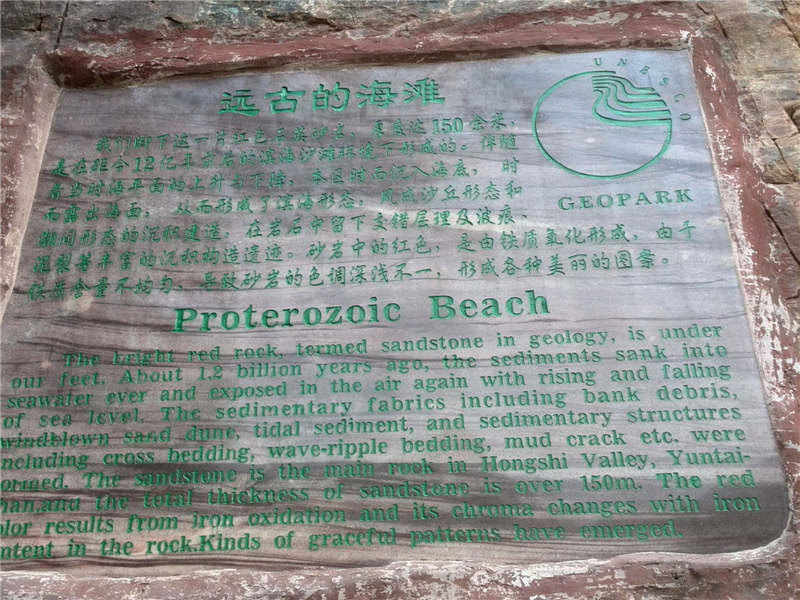 远古的海滩
我们脚下这一片红色石英砂岩，厚度达150余米，
是在距今12亿年前后的滨海沙滩环境下形成的。伴随
着当时海平面的上升与下降，本区时而沉入海底，时
而露出海面，从而形成了滨海形态，风成沙丘形态和
潮间形态的沉积建造，在岩石中留下交错层理及波痕、
泥裂等丰富的沉积构造遗迹。砂岩中的红色，是由铁质氧化形成，由于
铁质含量不均匀、导致砂岩的色调深浅不一，形成各种美丽的图案。
UNESCO
GEOPARK
Proterozoic Beach
The bright red rock, termed sandstone in geology, is under
our feet. About 1.2 billion years ago, the sediments sank into
seawater ever and exposed in the air again with rising and falling
of sea level. The sedimentary fabrics including bank debris,
windblown sand dune, tidal sediment, and sedimentary structures
ncluding cross bedding, wave-ripple bedding, mud crack etc. were
ormed. The sandstone is the main rook in Hongshi Valley, Yuntai-
han,and the total thickness of sandstone is over 150m. The red
olor results from iron oxidation and its chroma changes with iron
ntent in the rock.Kinds of graceful patterns have emerged.